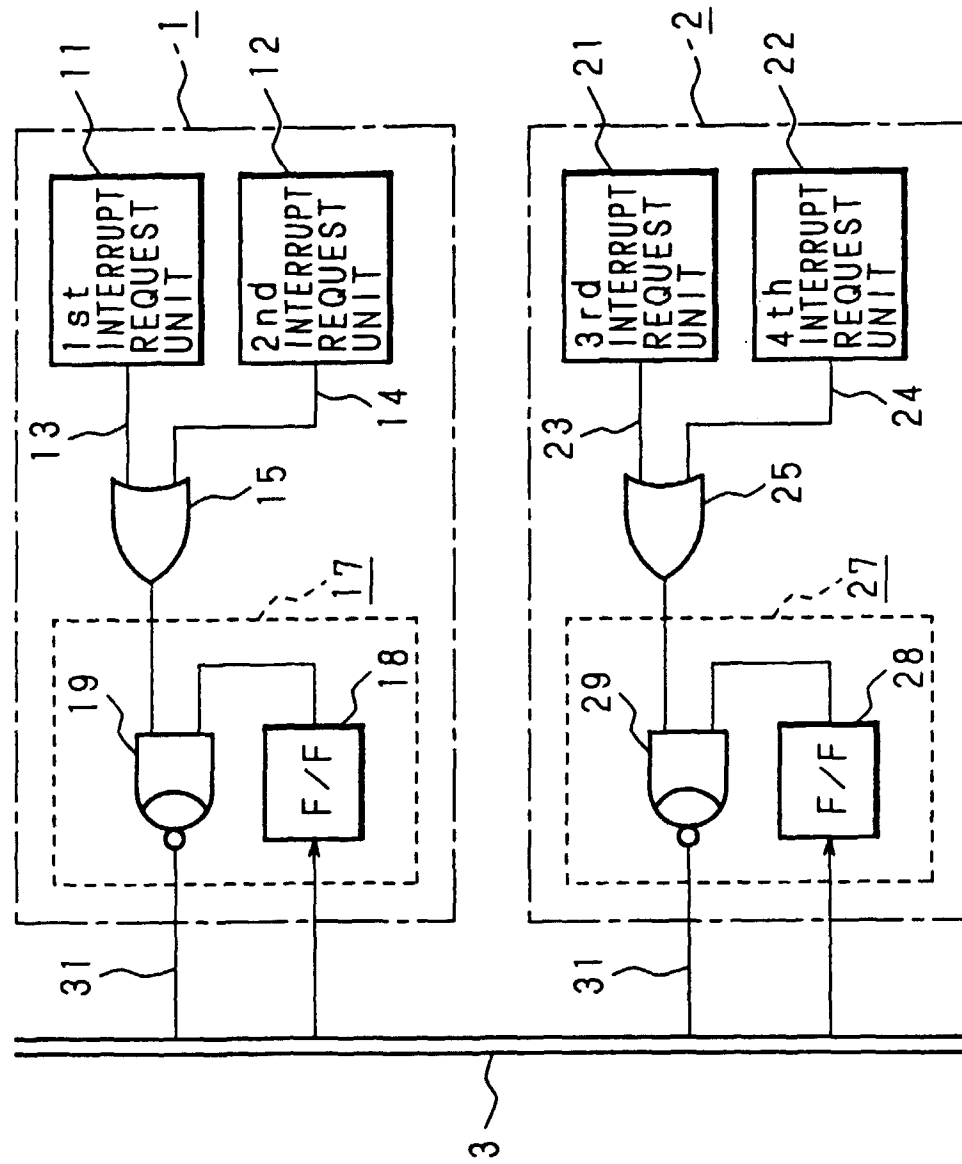 1
11
1st
INTERRUPT
REQUEST
UNIT
12
2nd
INTERRUPT
REQUEST
UNIT
13
14
15
17
19
18
F/F
31
2
21
3rd
INTERRUPT
REQUEST
UNIT
22
4th
INTERRUPT
REQUEST
UNIT
23
24
25
27
29
28
F/F
31
3